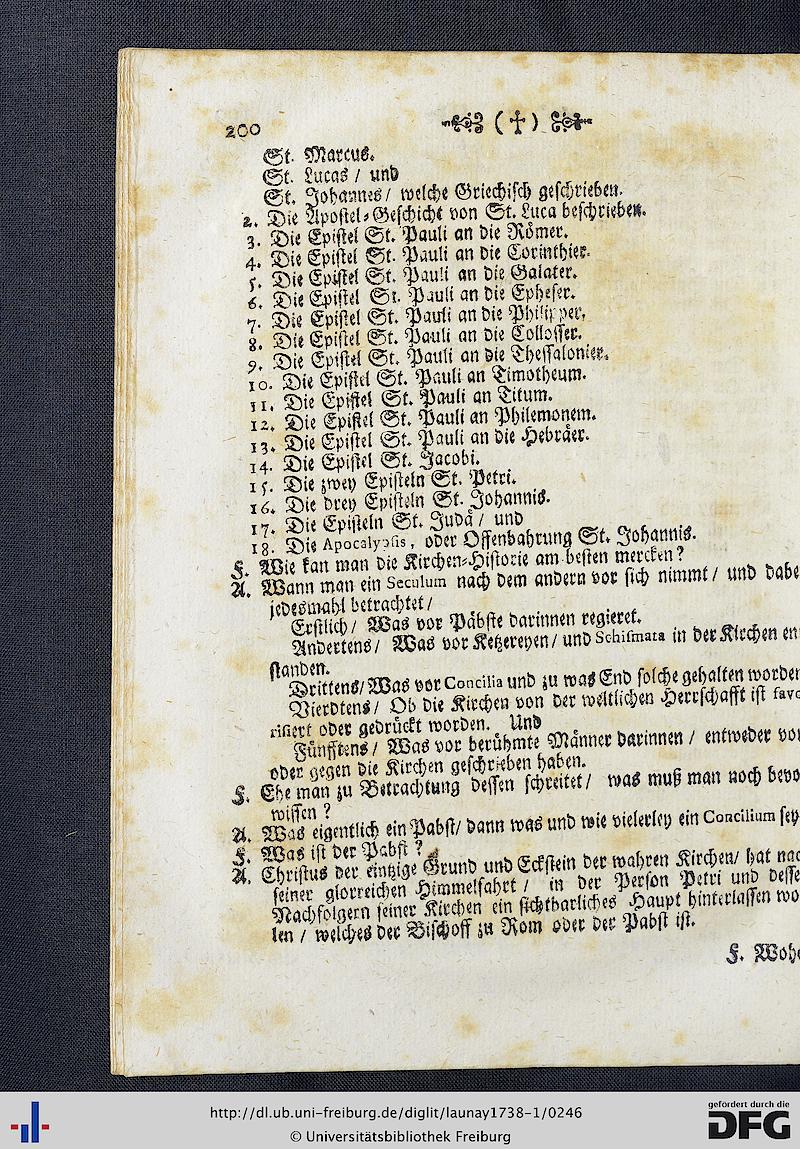 200 ( † )
St. Marcus.
St. Lucas / und
St. Johannes / welche Griechisch geschrieben.
2. Die Apostel-Geschicht von St. Luca beschrieben.
3. Die Epistel St. Pauli an die Römer.
4. Die Epistel St. Pauli an die Corinthier.
5. Die Epistel St. Pauli an die Galater.
6. Die Epistel St. Pauli an die Epheser.
7. Die Epistel St. Pauli an die Philipper.
8. Die Epistel St. Pauli an die Collosser.
9. Die Epistel St. Pauli an die Thessalonier.
10. Die Epistel St. Pauli an Timotheum.
11. Die Epistel St. Pauli an Titum.
12. Die Epistel St. Pauli an Philemonem.
13. Die Epistel St. Pauli an die Hebräer.
14. Die Epistel St. Jacobi.
15. Die zwey Episteln St. Petri.
16. Die drey Episteln St. Johannis.
17. Die Episteln St. Judä / und
18. Die Apocalypsis, oder Offenbahrung St. Johannis.
F. Wie kan man die Kirchen-Historie am besten mercken?
A. Wann man ein Seculum nach dem andern vor sich nimmt / und dabe
jedesmahl betrachtet /
Erstlich / Was vor Päbste darinnen regieret.
Andertens / Was vor Ketzereyen / und Schismata in der Kirchen en
standen.
Drittens / Was vor Concilia und zu was End solche gehalten worden
Vierdtens / Ob die Kirchen von der weltlichen Herrschafft ist favo
risiert oder gedrückt worden. Und
Fünfftens / Was vor berühmte Männer darinnen / entweder vor
oder gegen die Kirchen geschrieben haben.
F. Ehe man zu Betrachtung dessen schreitet / was muß man noch bevo
wissen?
A. Was eigentlich ein Pabst / dann was und wie vielerley ein Concilium sey
F. Was ist der Pabst?
A. Christus der eintzige Grund und Eckstein der wahren Kirchen / hat nac
seiner glorreichen Himmelfahrt / in der Person Petri und desse
Nachfolgern seiner Kirchen ein sichtbarliches Haupt hinterlassen wo
len / welches der Bischoff zu Rom oder der Pabst ist.
F. Wohe
http://dl.ub.uni-freiburg.de/diglit/launay1738-1/0246
© Universitätsbibliothek Freiburg
gefördert durch die
DFG